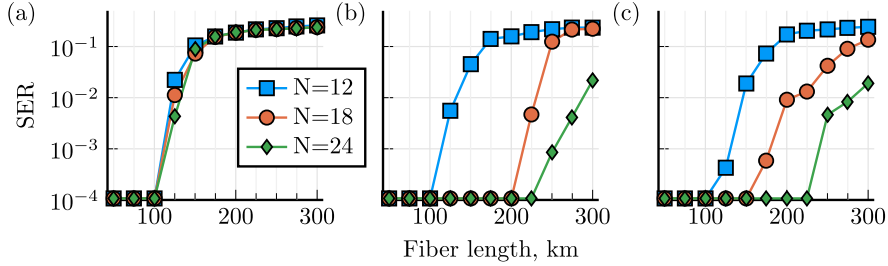 (a) (b) (c)
SER
10⁻¹
10⁻²
10⁻³
10⁻⁴
N=12
N=18
N=24
100 200 300 100 200 300 100 200 300
Fiber length, km